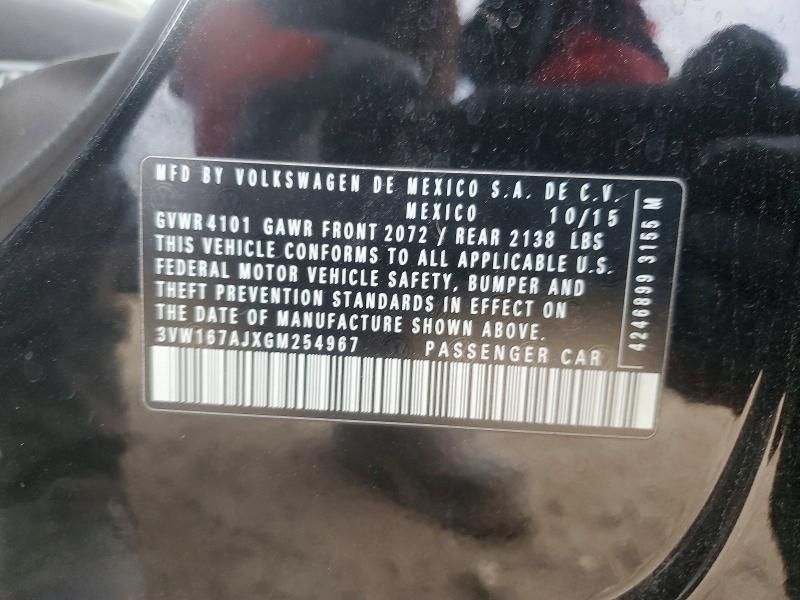 MFD BY VOLKSWAGEN DE MEXICO S.A. DE C.V.
MEXICO 10/15
GVWR 4101 GAWR FRONT 2072 / REAR 2138 LBS
THIS VEHICLE CONFORMS TO ALL APPLICABLE U.S.
FEDERAL MOTOR VEHICLE SAFETY, BUMPER AND
THEFT PREVENTION STANDARDS IN EFFECT ON
THE DATE OF MANUFACTURE SHOWN ABOVE.
3VW167AJXGM254967 PASSENGER CAR
4246899 3155 M